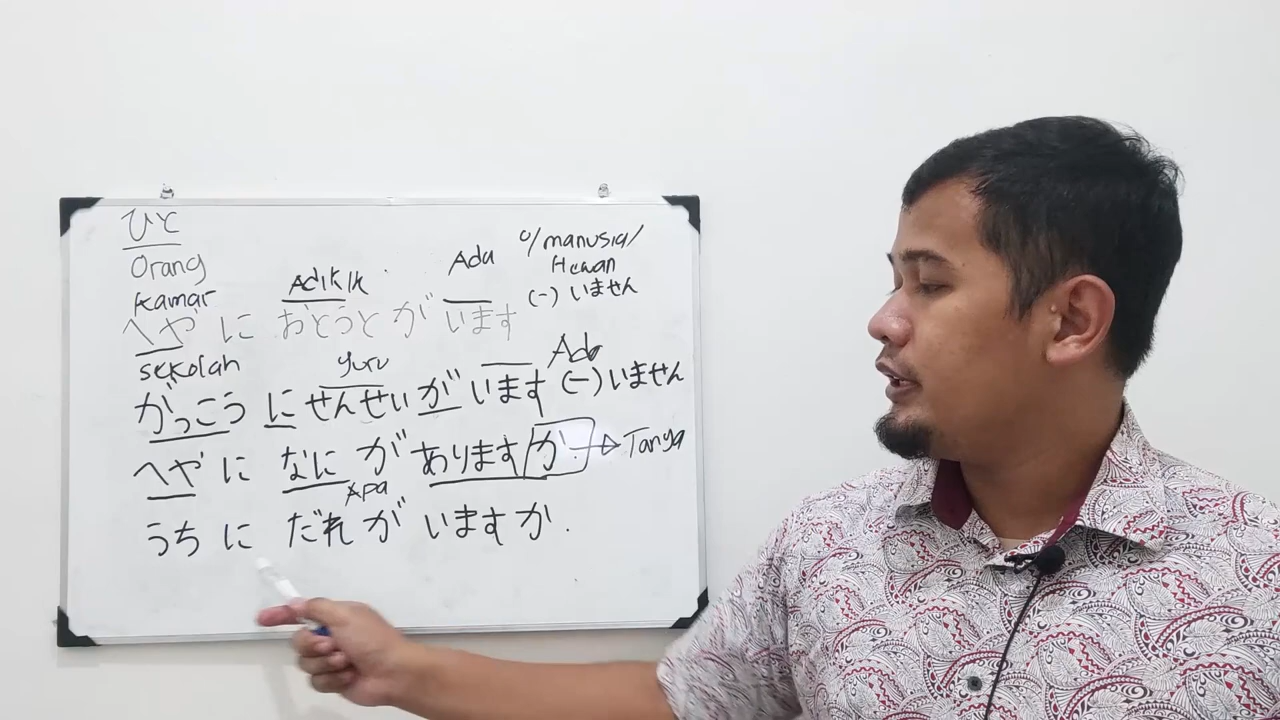 ひと
Orang
o/manusia/
Hewan
Kamar Adik lk Ada (-) いません
へや に おとうと が います
sekolah guru Ada
がっこう に せんせい が います (-) いません
へや に なに が あります か. Tanya
Apa
うち に だれ が います か.